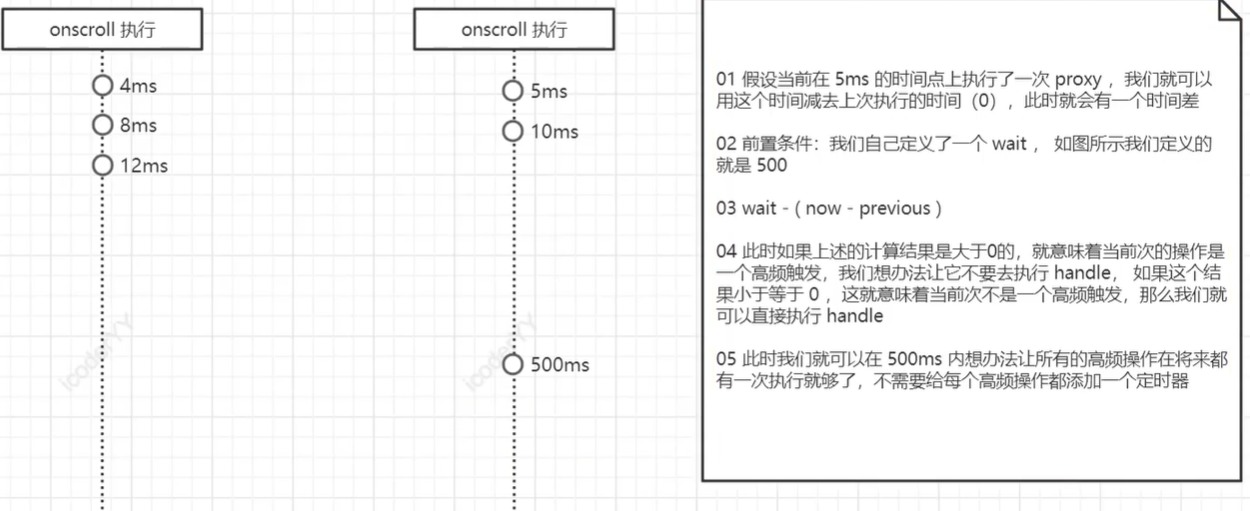 onscroll 执行
4ms
8ms
12ms
lcoderYY
onscroll 执行
5ms
10ms
500ms
lcoderYY
01 假设当前在 5ms 的时间点上执行了一次 proxy ，我们就可以
用这个时间减去上次执行的时间（0），此时就会有一个时间差
02 前置条件：我们自己定义了一个 wait ， 如图所示我们定义的
就是 500
03 wait - ( now - previous )
04 此时如果上述的计算结果是大于0的，就意味着当前次的操作是
一个高频触发，我们想办法让它不要去执行 handle， 如果这个结
果小于等于 0 ，这就意味着当前次不是一个高频触发，那么我们就
可以直接执行 handle
05 此时我们就可以在 500ms 内想办法让所有的高频操作在将来都
有一次执行就够了，不需要给每个高频操作都添加一个定时器